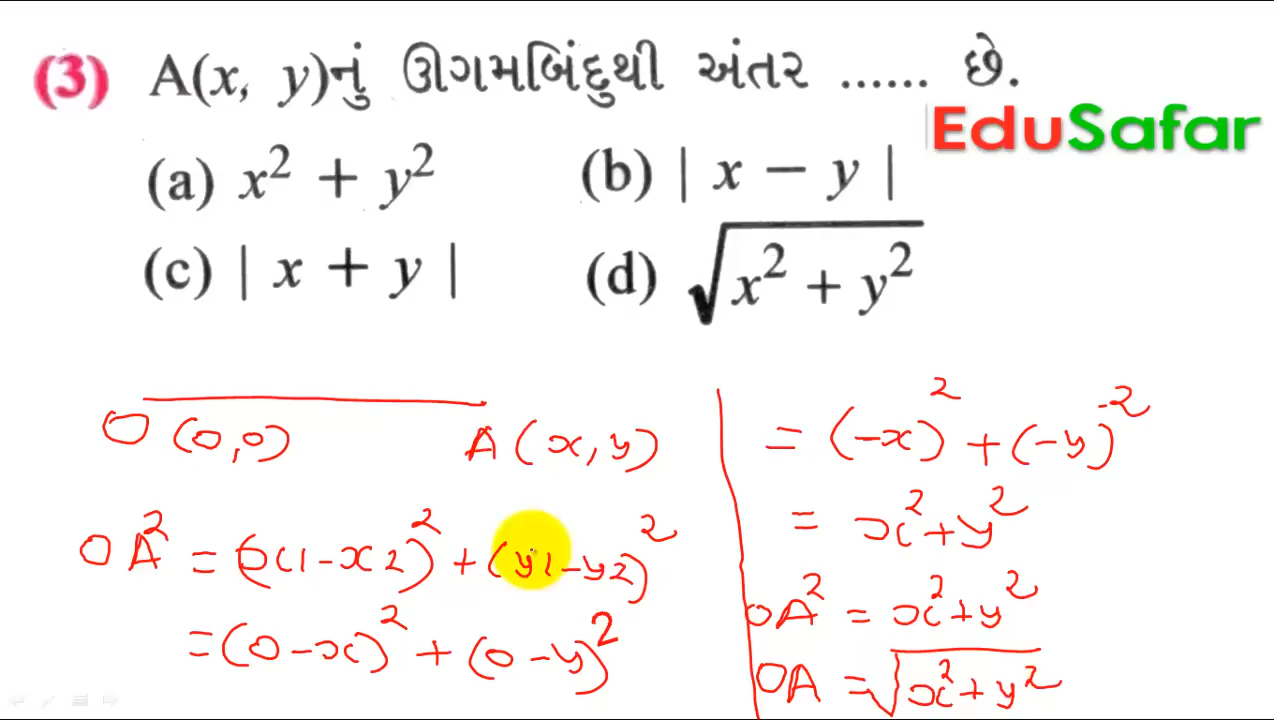 (3) A(x, y)નું ઊગમબિંદુથી અંતર ...... છે.
EduSafar
(a) x² + y² (b) | x − y |
(c) | x + y | (d) √(x² + y²)
O (0,0) A (x, y)
OA² = (x1 − x2)² + (y1 − y2)²
= (0 − x)² + (0 − y)²
= (−x)² + (−y)²
= x² + y²
OA² = x² + y²
OA = √(x² + y²)